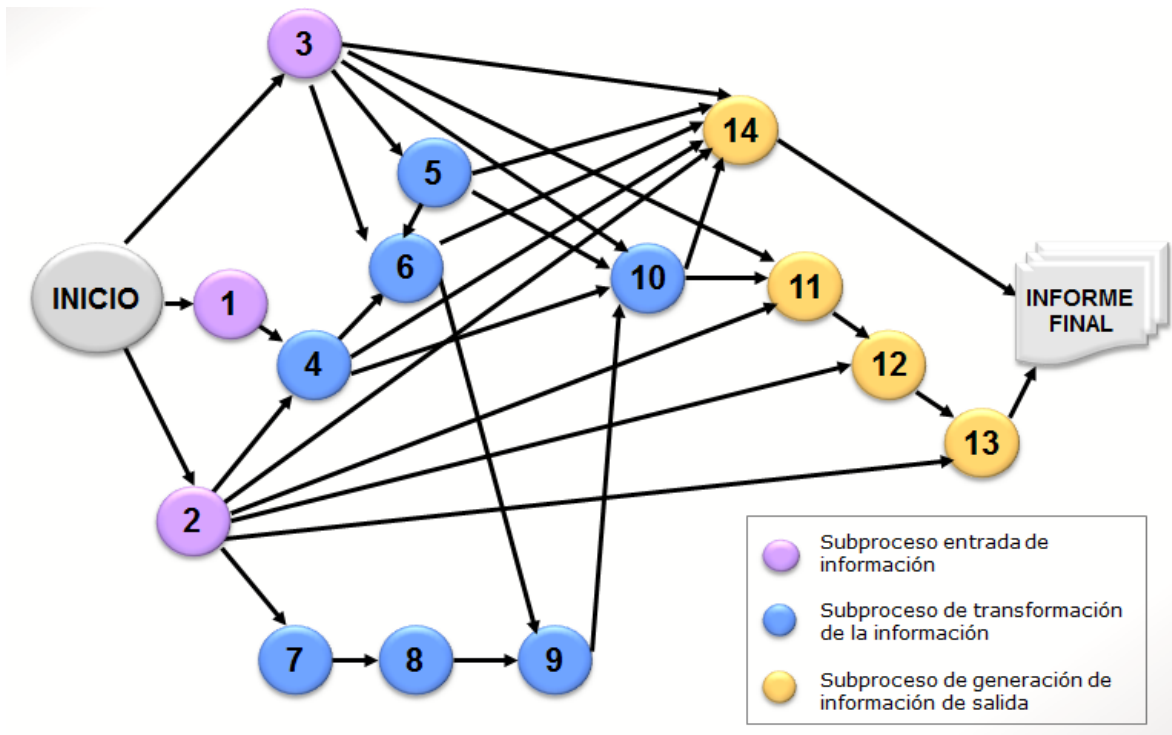 3
14
5
6
10
11
INICIO
1
INFORME
FINAL
4
12
13
2
7
8
9
Subproceso entrada de
información
Subproceso de transformación
de la información
Subproceso de generación de
información de salida